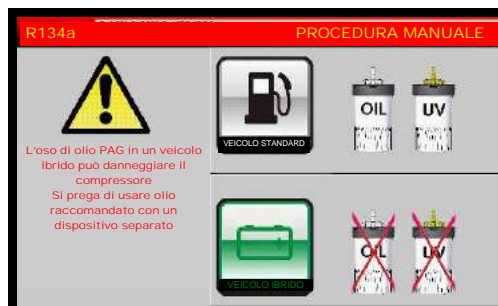 R134a
PROCEDURA MANUALE
L'oso di olio PAG in un veicolo
ibrido può danneggiare il
compressore
Si prega di usare olio
raccomandato con un
dispositivo separato
VEICOLO STANDARD
OIL
UV
VEICOLO IBRIDO
OIL
UV